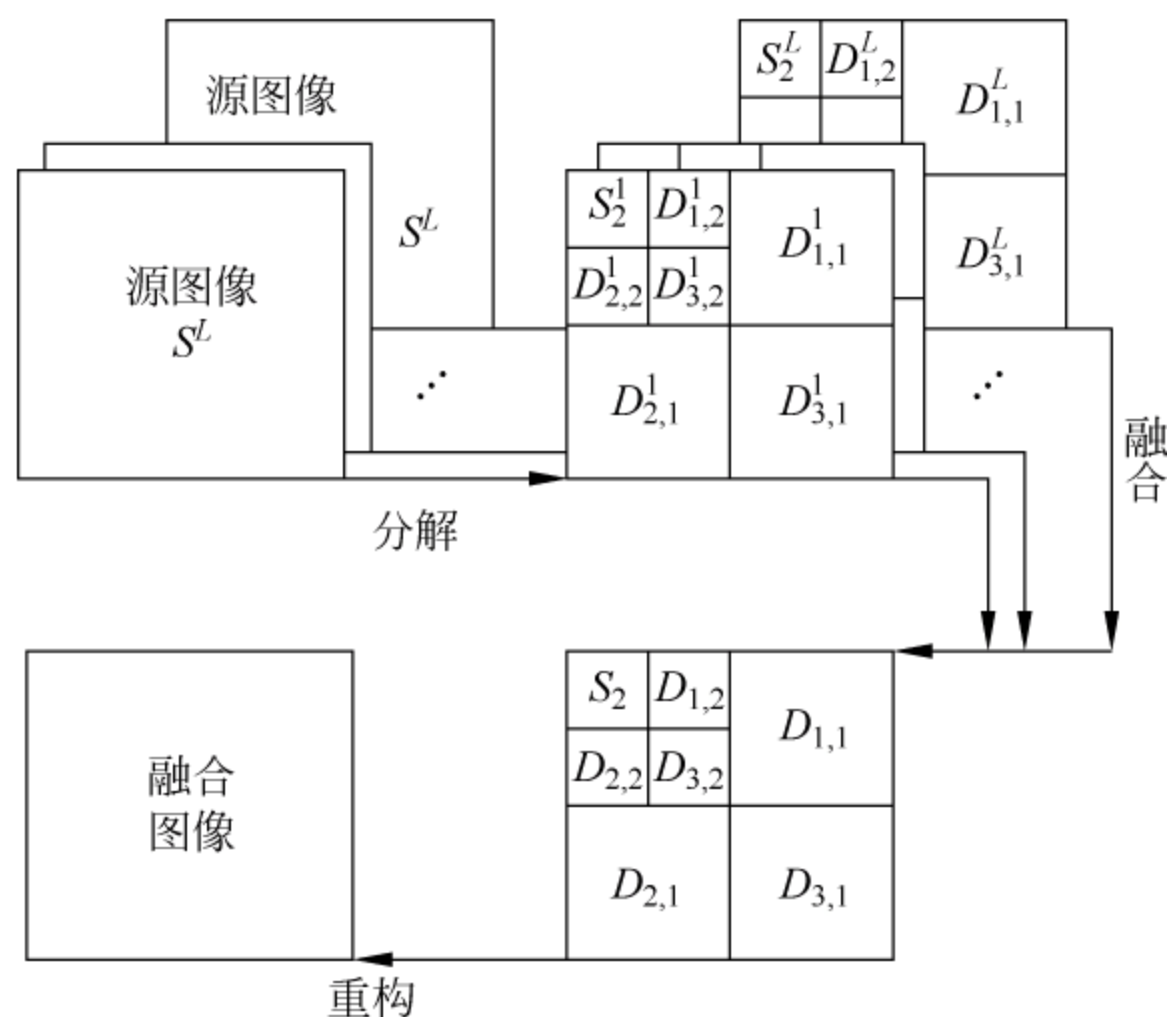 源图像
S^L
源图像
S^L
⋰
分解
S_2^L D_{1,2}^L D_{1,1}^L
D_{3,1}^L
S_2^1 D_{1,2}^1 D_{1,1}^1
D_{2,2}^1 D_{3,2}^1
D_{2,1}^1 D_{3,1}^1
⋰
融合
S_2 D_{1,2} D_{1,1}
D_{2,2} D_{3,2}
D_{2,1} D_{3,1}
融合
图像
重构